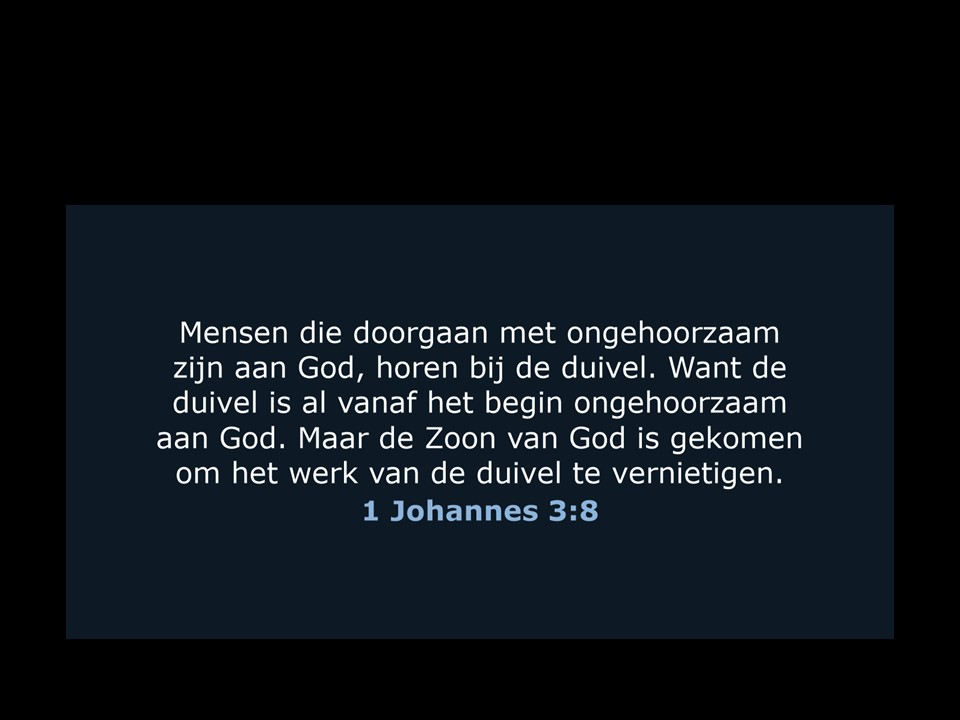 Mensen die doorgaan met ongehoorzaam
zijn aan God, horen bij de duivel. Want de
duivel is al vanaf het begin ongehoorzaam
aan God. Maar de Zoon van God is gekomen
om het werk van de duivel te vernietigen.
1 Johannes 3:8